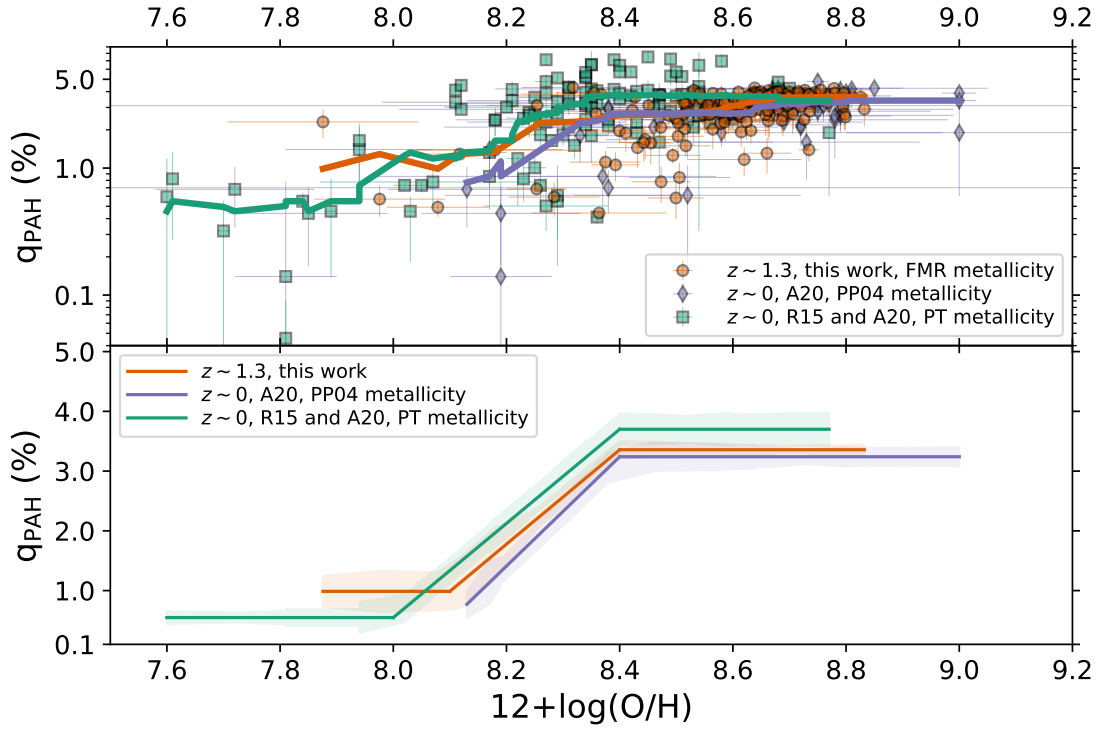 7.6 7.8 8.0 8.2 8.4 8.6 8.8 9.0 9.2
5.0
1.0
0.1
qPAH (%)
z ~ 1.3, this work, FMR metallicity
z ~ 0, A20, PP04 metallicity
z ~ 0, R15 and A20, PT metallicity
5.0
4.0
3.0
2.0
1.0
0.1
qPAH (%)
z ~ 1.3, this work
z ~ 0, A20, PP04 metallicity
z ~ 0, R15 and A20, PT metallicity
7.6 7.8 8.0 8.2 8.4 8.6 8.8 9.0 9.2
12+log(O/H)